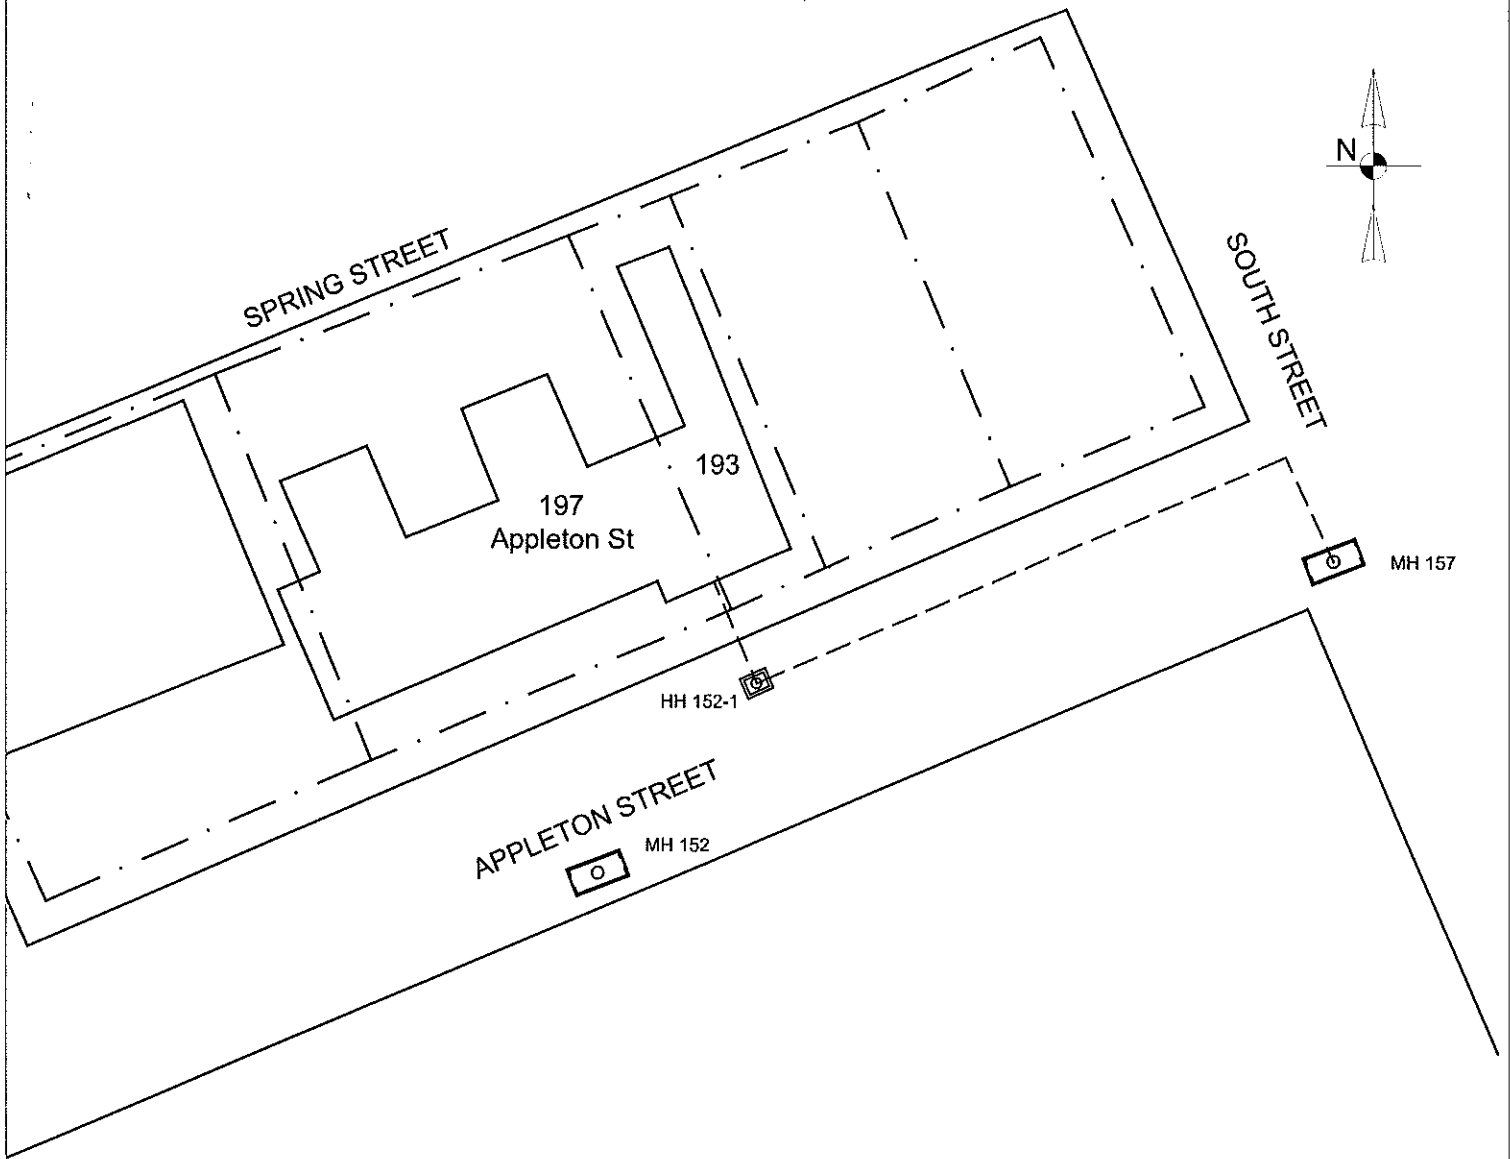 N
SPRING STREET
SOUTH STREET
193
197
Appleton St
MH 157
HH 152-1
APPLETON STREET
MH 152